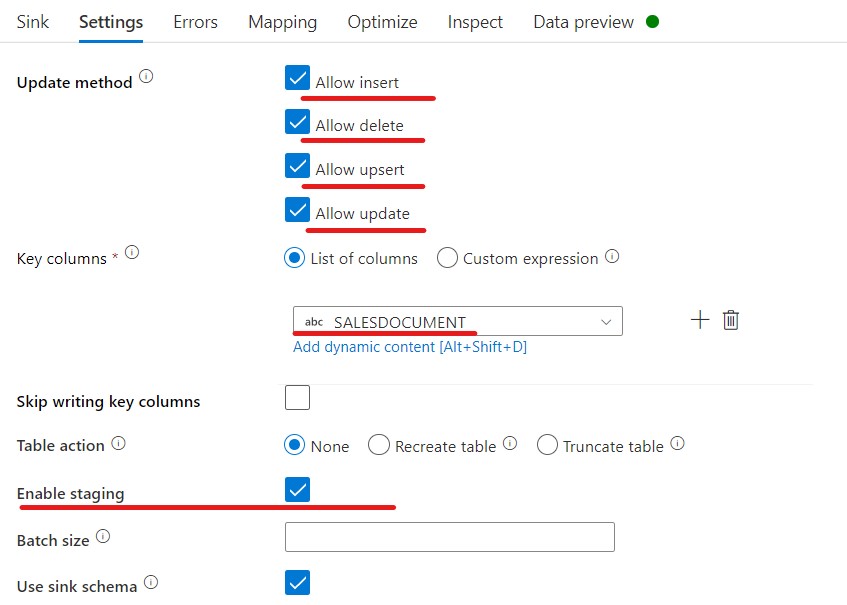 Sink Settings Errors Mapping Optimize Inspect Data preview
Update method
Allow insert
Allow delete
Allow upsert
Allow update
Key columns * List of columns Custom expression
abc SALESDOCUMENT
Add dynamic content [Alt+Shift+D]
Skip writing key columns
Table action None Recreate table Truncate table
Enable staging
Batch size
Use sink schema